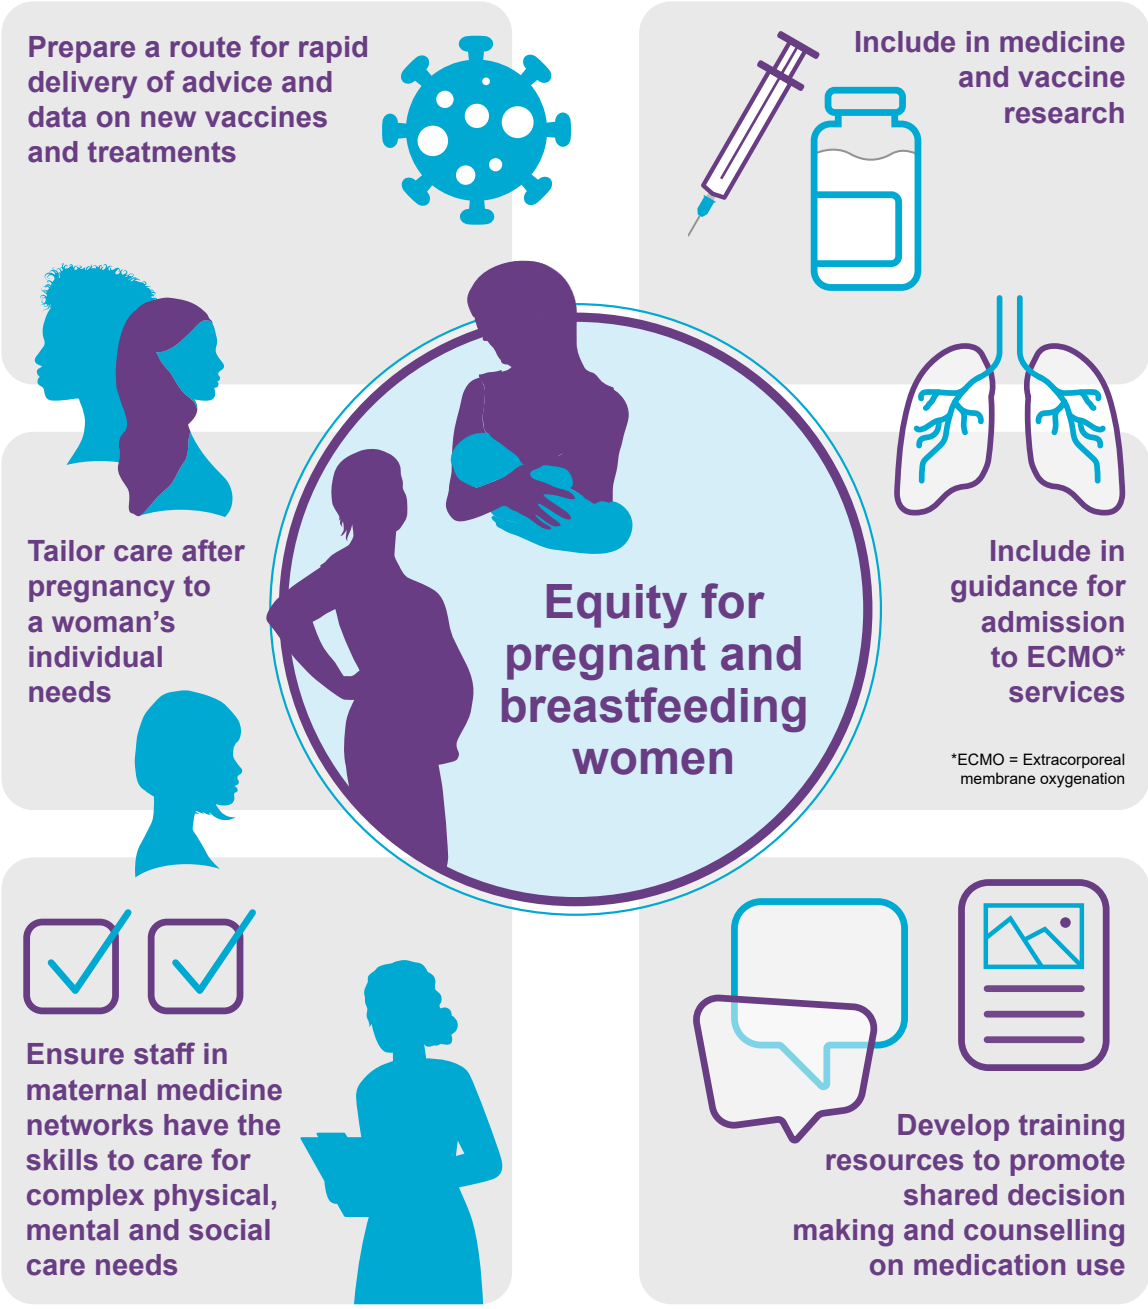 Prepare a route for rapid
delivery of advice and
data on new vaccines
and treatments
Include in medicine
and vaccine
research
Tailor care after
pregnancy to
a woman’s
individual
needs
Equity for
pregnant and
breastfeeding
women
Include in
guidance for
admission
to ECMO*
services
*ECMO = Extracorporeal
membrane oxygenation
Ensure staff in
maternal medicine
networks have the
skills to care for
complex physical,
mental and social
care needs
Develop training
resources to promote
shared decision
making and counselling
on medication use